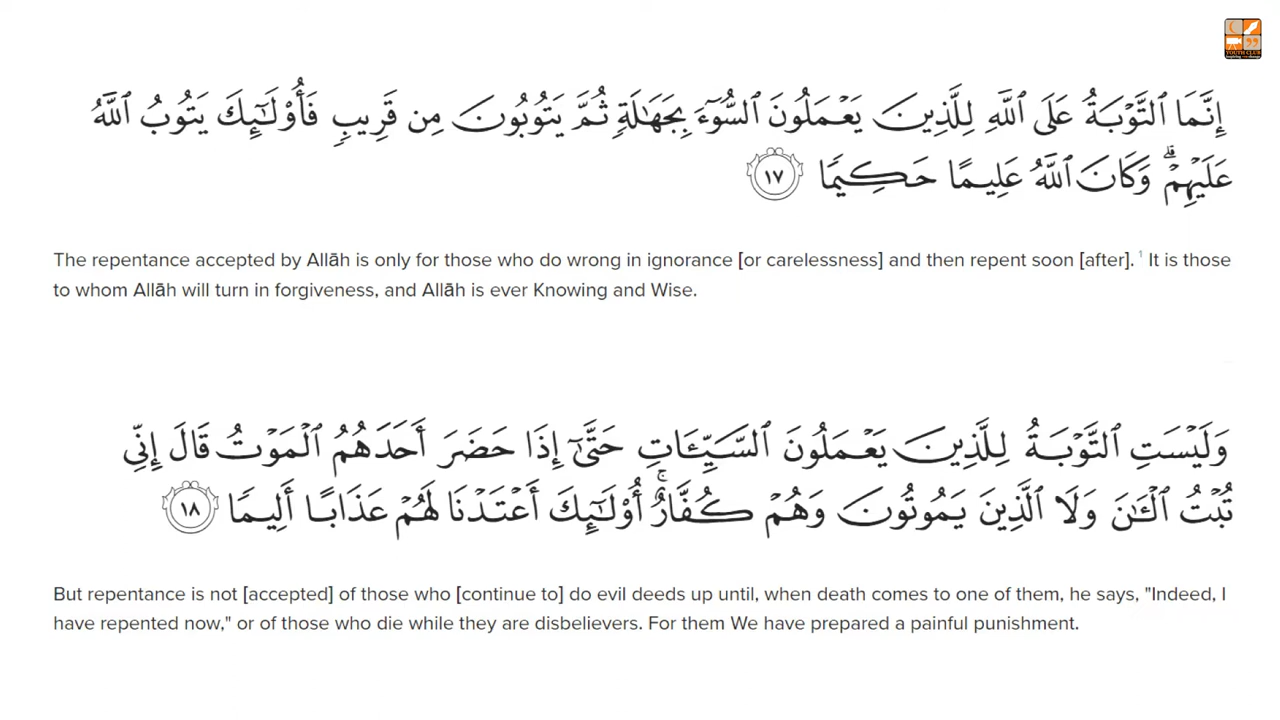 إِنَّمَا ٱلتَّوْبَةُ عَلَى ٱللَّهِ لِلَّذِينَ يَعْمَلُونَ ٱلسُّوٓءَ بِجَهَٰلَةٍۢ ثُمَّ يَتُوبُونَ مِن قَرِيبٍۢ فَأُو۟لَٰٓئِكَ يَتُوبُ ٱللَّهُ
عَلَيْهِمْ ۗ وَكَانَ ٱللَّهُ عَلِيمًا حَكِيمًا ١٧
The repentance accepted by Allāh is only for those who do wrong in ignorance [or carelessness] and then repent soon [after]. ¹ It is those
to whom Allāh will turn in forgiveness, and Allāh is ever Knowing and Wise.
وَلَيْسَتِ ٱلتَّوْبَةُ لِلَّذِينَ يَعْمَلُونَ ٱلسَّيِّـَٔاتِ حَتَّىٰٓ إِذَا حَضَرَ أَحَدَهُمُ ٱلْمَوْتُ قَالَ إِنِّى
تُبْتُ ٱلْـَٰٔنَ وَلَا ٱلَّذِينَ يَمُوتُونَ وَهُمْ كُفَّارٌ ۚ أُو۟لَٰٓئِكَ أَعْتَدْنَا لَهُمْ عَذَابًا أَلِيمًا ١٨
But repentance is not [accepted] of those who [continue to] do evil deeds up until, when death comes to one of them, he says, "Indeed, I
have repented now," or of those who die while they are disbelievers. For them We have prepared a painful punishment.
YOUTH CLUB